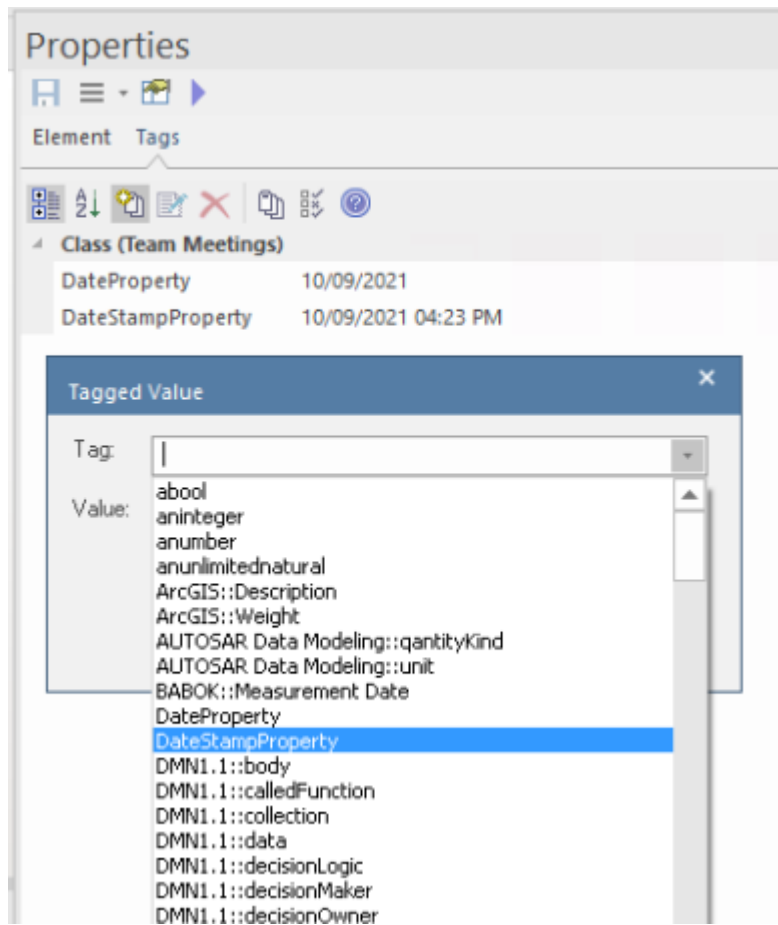 Properties
Element Tags
Class (Team Meetings)
DateProperty 10/09/2021
DateStampProperty 10/09/2021 04:23 PM
Tagged Value
Tag:
Value:
abool
aninteger
anumber
anunlimitednatural
ArcGIS::Description
ArcGIS::Weight
AUTOSAR Data Modeling::qantityKind
AUTOSAR Data Modeling::unit
BABOK::Measurement Date
DateProperty
DateStampProperty
DMN1.1::body
DMN1.1::calledFunction
DMN1.1::collection
DMN1.1::data
DMN1.1::decisionLogic
DMN1.1::decisionMaker
DMN1.1::decisionOwner